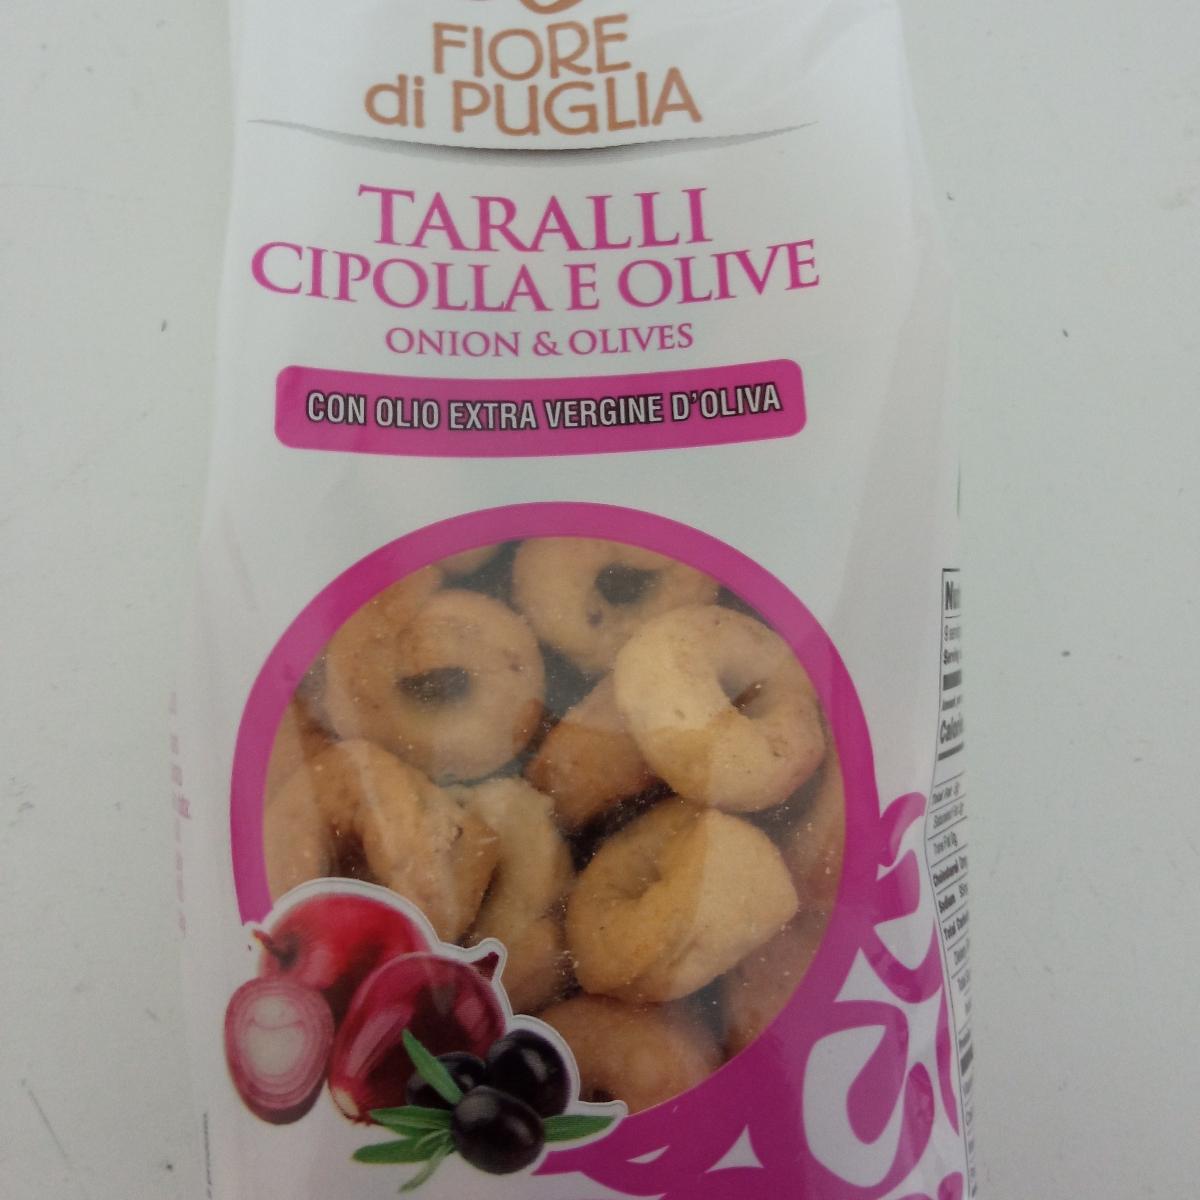 FIORE
di PUGLIA
TARALLI
CIPOLLA E OLIVE
ONION & OLIVES
CON OLIO EXTRA VERGINE D'OLIVA